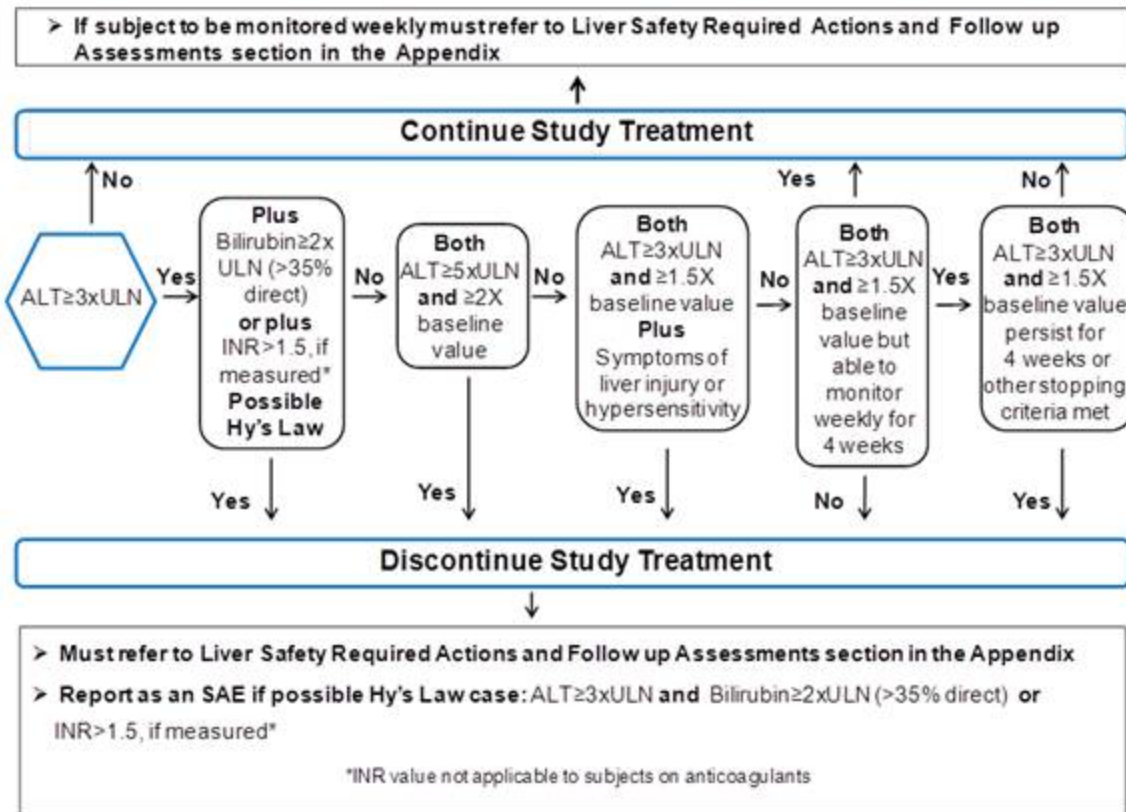 ➢ If subject to be monitored weekly must refer to Liver Safety Required Actions and Follow up
Assessments section in the Appendix
Continue Study Treatment
No
Yes
No
ALT≥3xULN
Yes
Plus
Bilirubin≥2x
ULN (>35%
direct)
or plus
INR>1.5, if
measured*
Possible
Hy's Law
No
Both
ALT≥5xULN
and ≥2X
baseline
value
No
Both
ALT≥3xULN
and ≥1.5X
baseline value
Plus
Symptoms of
liver injury or
hypersensitivity
No
Both
ALT≥3xULN
and ≥1.5X
baseline
value but
able to
monitor
weekly for
4 weeks
Yes
Both
ALT≥3xULN
and ≥1.5X
baseline value
persist for
4 weeks or
other stopping
criteria met
Yes
Yes
Yes
No
Yes
Discontinue Study Treatment
➢ Must refer to Liver Safety Required Actions and Follow up Assessments section in the Appendix
➢ Report as an SAE if possible Hy's Law case: ALT≥3xULN and Bilirubin≥2xULN (>35% direct) or
INR>1.5, if measured*
*INR value not applicable to subjects on anticoagulants